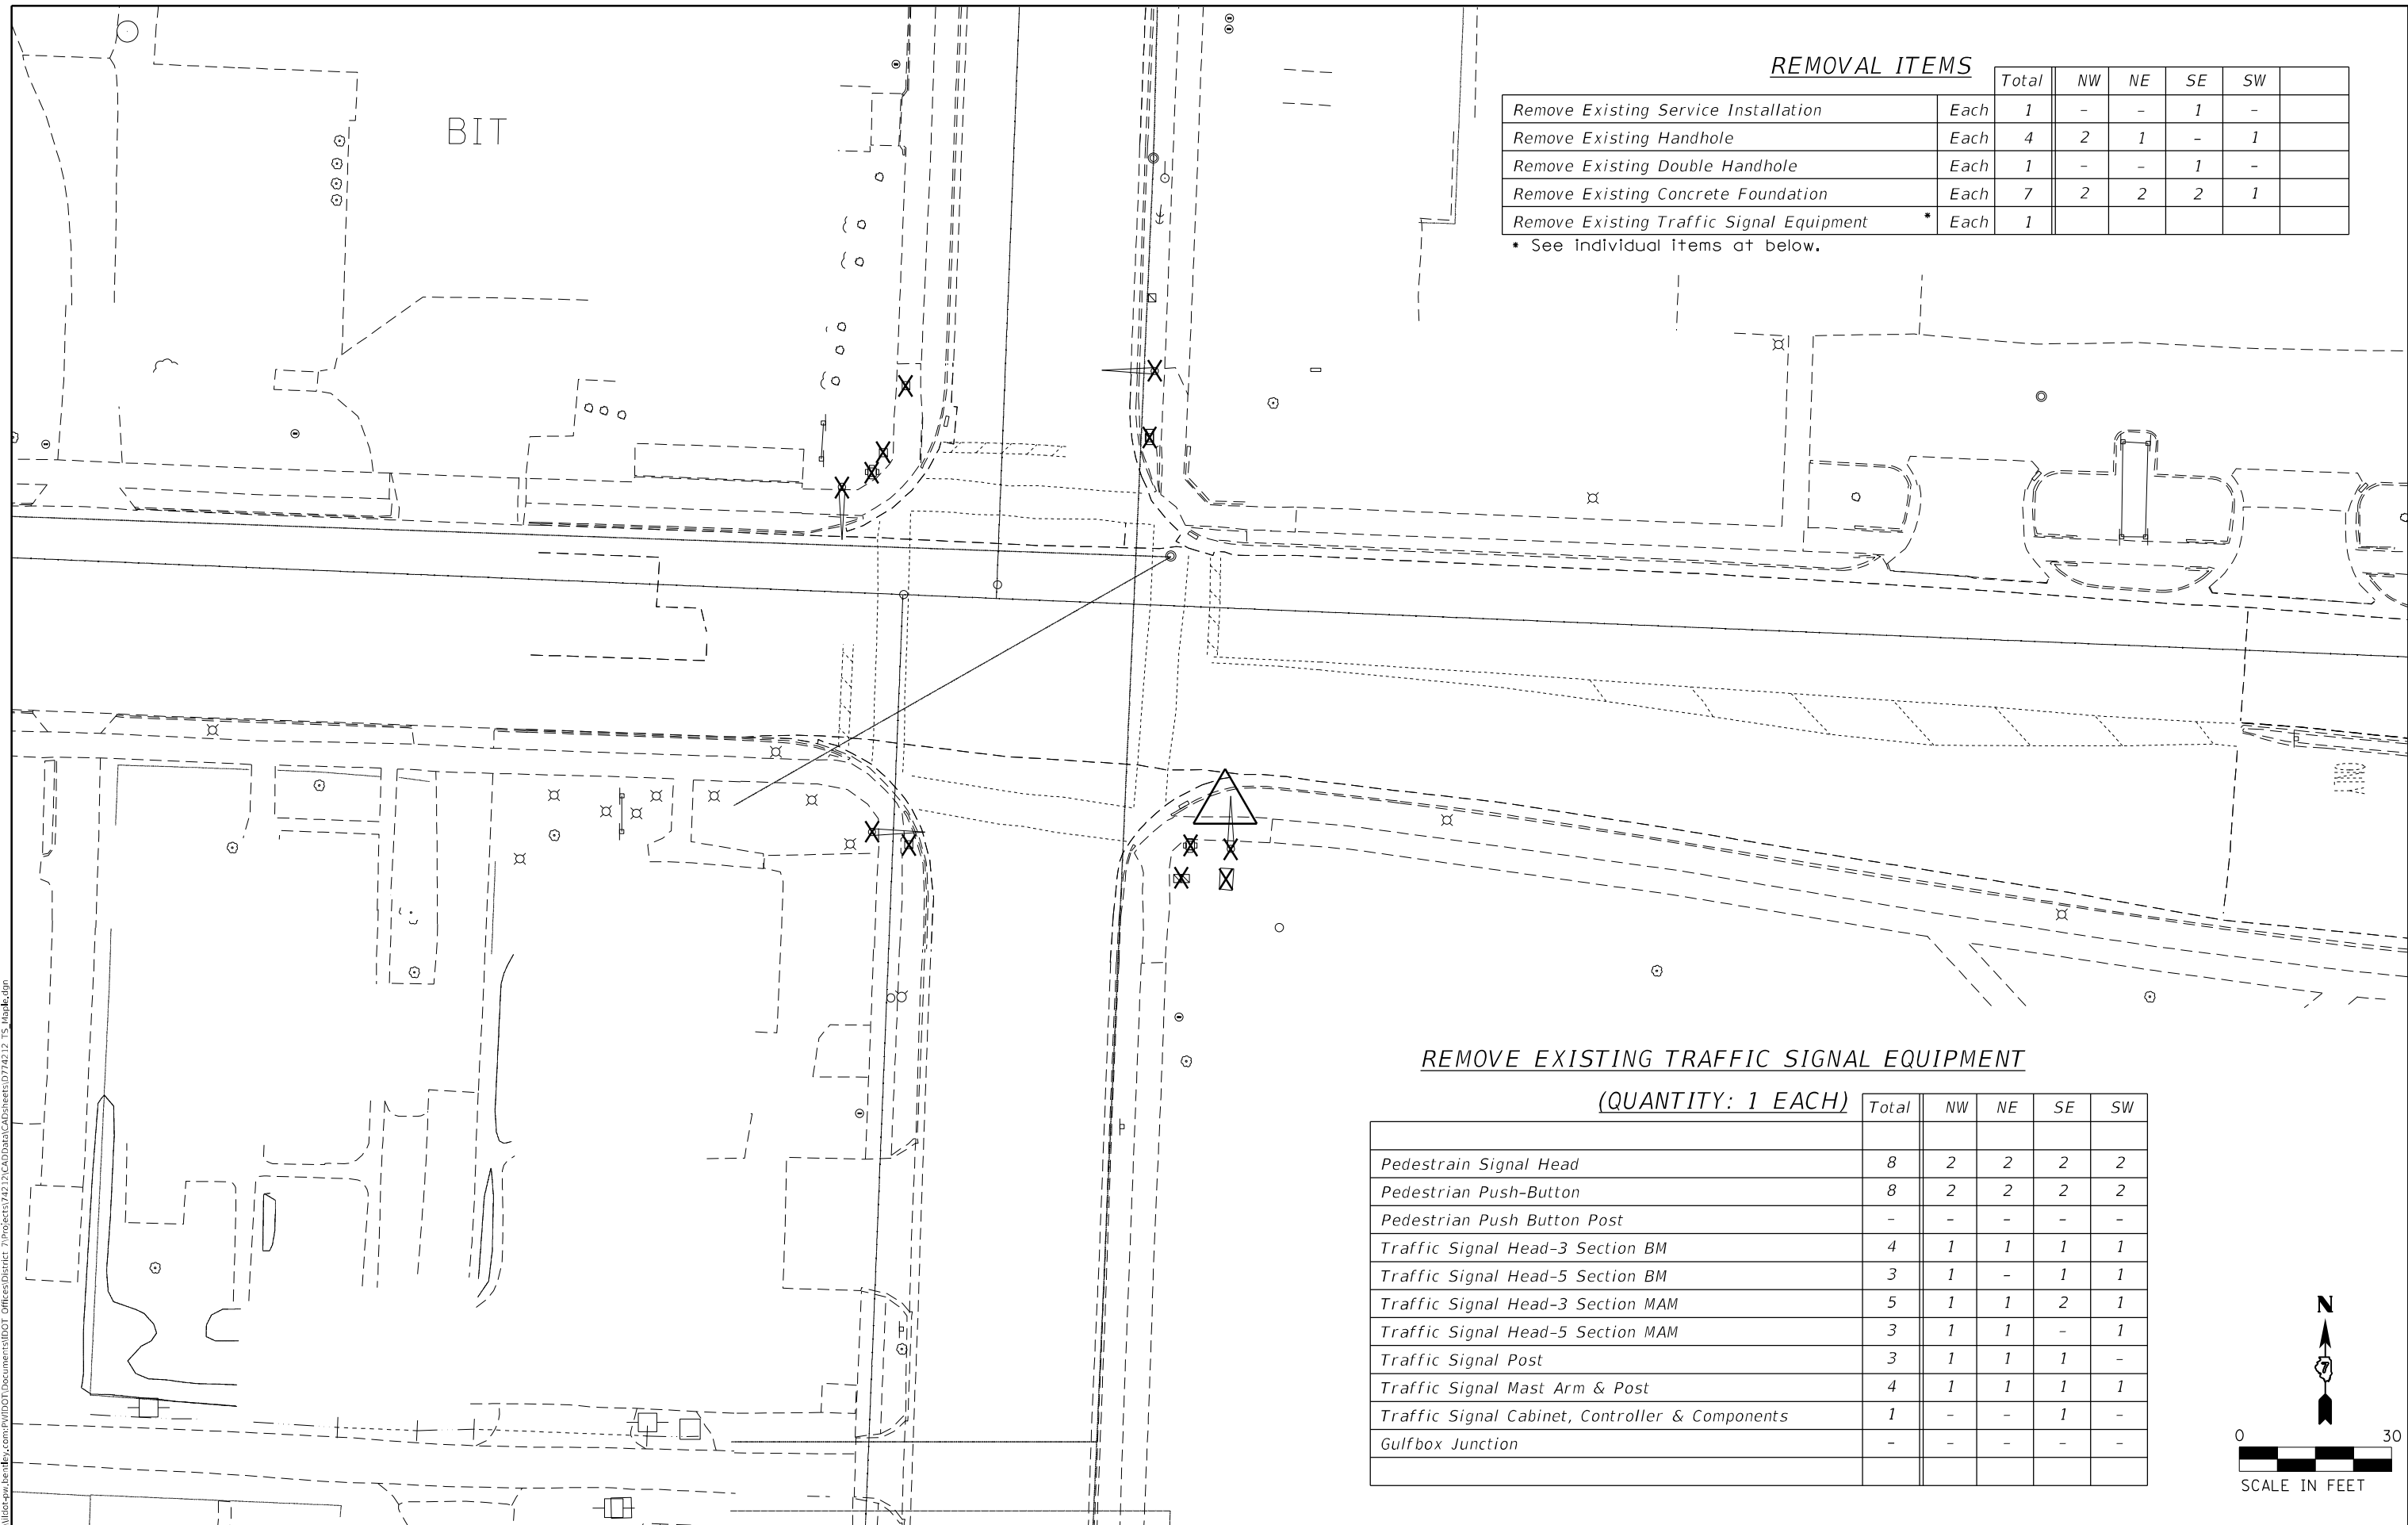 BIT
REMOVAL ITEMS
Total NW NE SE SW
Remove Existing Service Installation Each 1 - - 1 -
Remove Existing Handhole Each 4 2 1 - 1
Remove Existing Double Handhole Each 1 - - 1 -
Remove Existing Concrete Foundation Each 7 2 2 2 1
Remove Existing Traffic Signal Equipment * Each 1
* See individual items at below.
REMOVE EXISTING TRAFFIC SIGNAL EQUIPMENT
(QUANTITY: 1 EACH) Total NW NE SE SW
Pedestrain Signal Head 8 2 2 2 2
Pedestrian Push-Button 8 2 2 2 2
Pedestrian Push Button Post - - - - -
Traffic Signal Head-3 Section BM 4 1 1 1 1
Traffic Signal Head-5 Section BM 3 1 - 1 1
Traffic Signal Head-3 Section MAM 5 1 1 2 1
Traffic Signal Head-5 Section MAM 3 1 1 - 1
Traffic Signal Post 3 1 1 1 -
Traffic Signal Mast Arm & Post 4 1 1 1 1
Traffic Signal Cabinet, Controller & Components 1 - - 1 -
Gulfbox Junction - - - - -
N
7
0 30
SCALE IN FEET